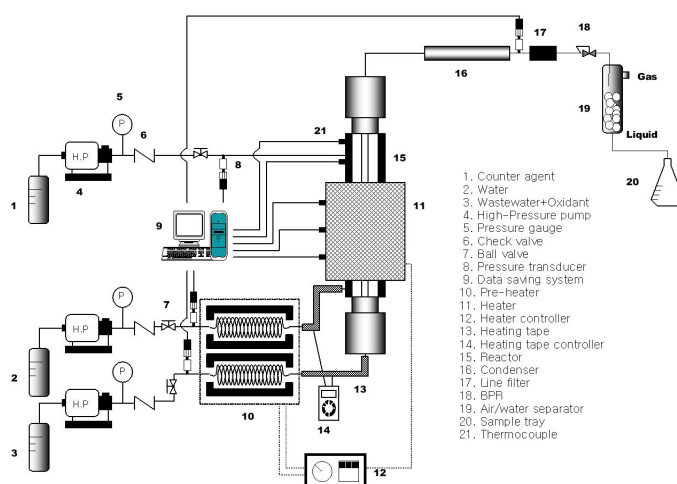 17
18
16
Gas
19
Liquid
20
5
P
6
H.P
4
1
21
8
15
11
9
7
P
H.P
2
P
H.P
3
10
13
14
12
1. Counter agent
2. Water
3. Wastewater+Oxidant
4. High-Pressure pump
5. Pressure gauge
6. Check valve
7. Ball valve
8. Pressure transducer
9. Data saving system
10. Pre-heater
11. Heater
12. Heater controller
13. Heating tape
14. Heating tape controller
15. Reactor
16. Condenser
17. Line filter
18. BPR
19. Air/water separator
20. Sample tray
21. Thermocouple